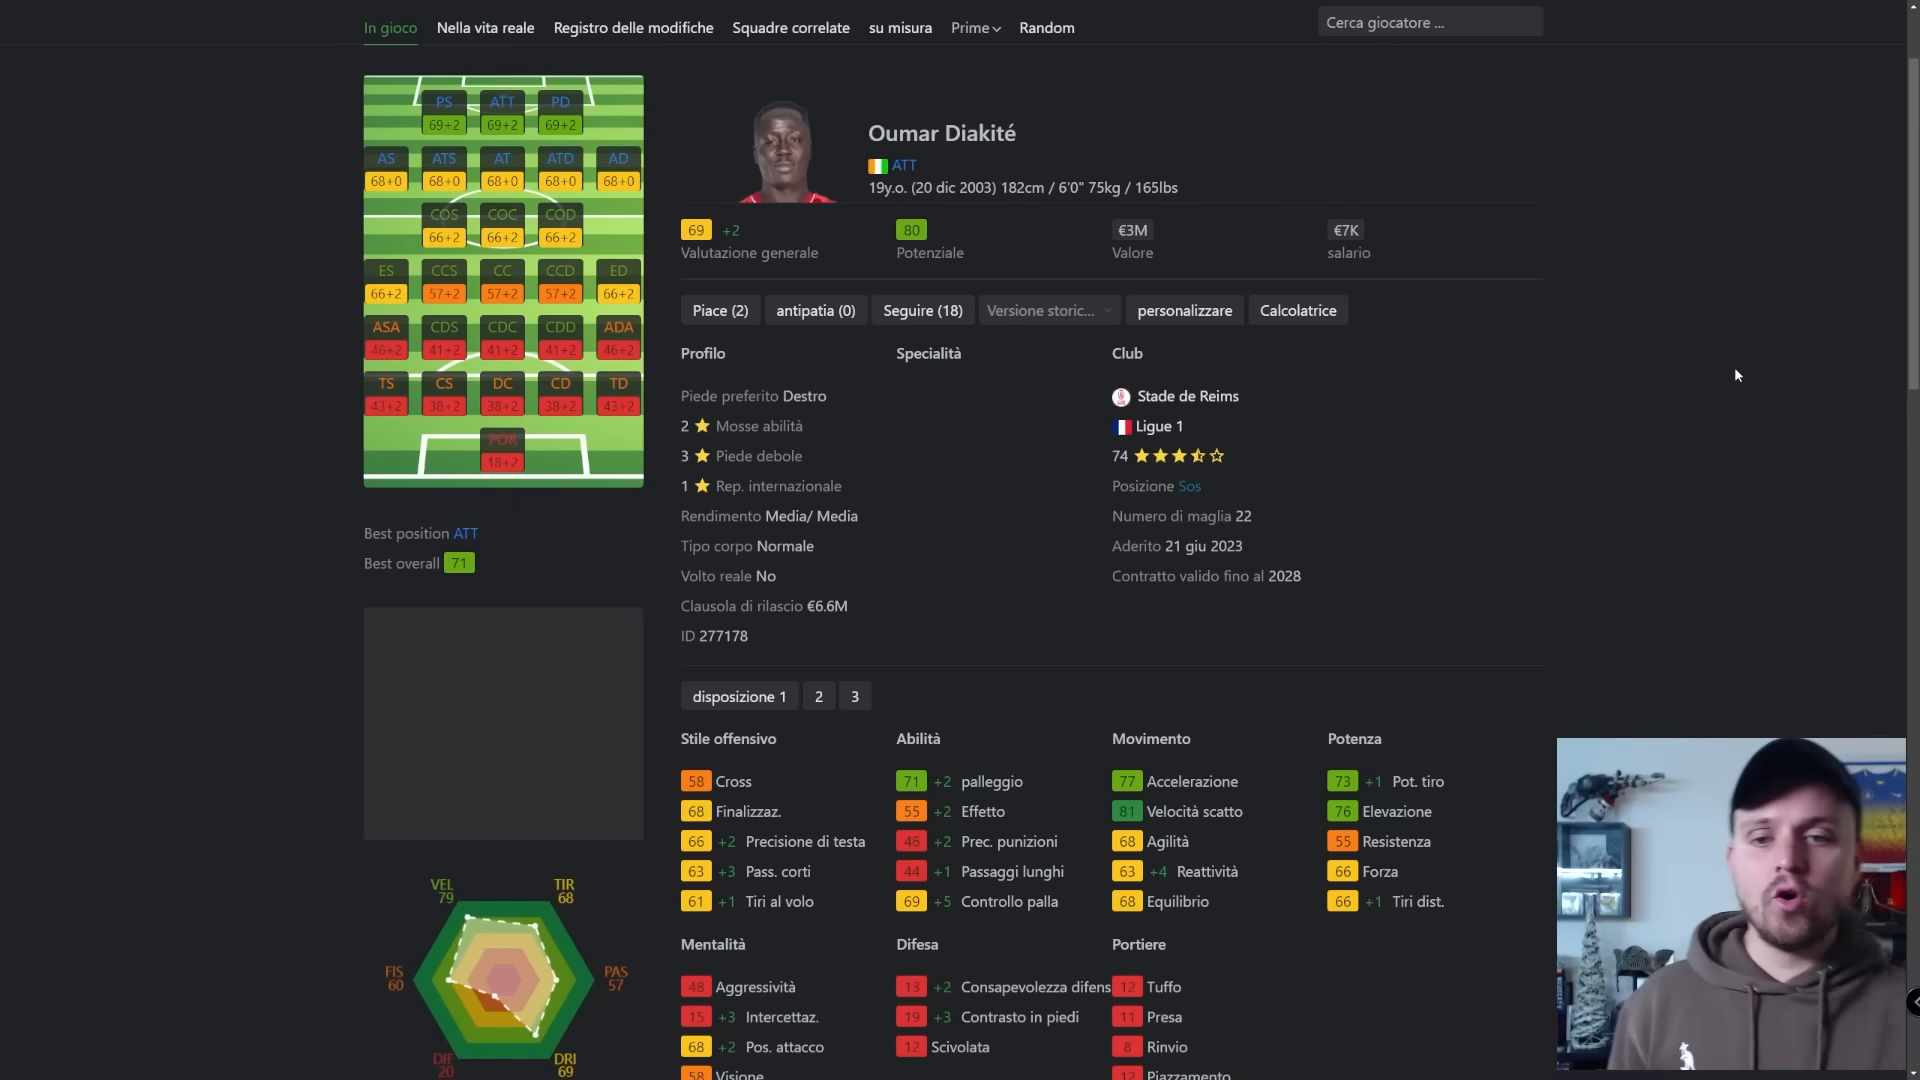 In gioco Nella vita reale Registro delle modifiche Squadre correlate su misura Prime Random
Cerca giocatore ...
PS ATT PD
69+2 69+2 69+2
AS ATS AT ATD AD
68+0 68+0 68+0 68+0 68+0
COS COC COD
66+2 66+2 66+2
ES CCS CC CCD ED
66+2 57+2 57+2 57+2 66+2
ASA CDS CDC CDD ADA
46+2 41+2 41+2 41+2 46+2
TS CS DC CD TD
43+2 38+2 38+2 38+2 43+2
POR
18+2
Best position ATT
Best overall 71
VEL
79
TIR
68
FIS
60
PAS
57
DIF
20
DRI
69
Oumar Diakité
ATT
19y.o. (20 dic 2003) 182cm / 6'0" 75kg / 165lbs
69 +2
Valutazione generale
80
Potenziale
€3M
Valore
€7K
salario
Piace (2) antipatia (0) Seguire (18) Versione storic... personalizzare Calcolatrice
Profilo
Piede preferito Destro
2 Mosse abilità
3 Piede debole
1 Rep. internazionale
Rendimento Media/ Media
Tipo corpo Normale
Volto reale No
Clausola di rilascio €6.6M
ID 277178
Specialità
Club
Stade de Reims
Ligue 1
74
Posizione Sos
Numero di maglia 22
Aderito 21 giu 2023
Contratto valido fino al 2028
disposizione 1 2 3
Stile offensivo
58 Cross
68 Finalizzaz.
66 +2 Precisione di testa
63 +3 Pass. corti
61 +1 Tiri al volo
Abilità
71 +2 palleggio
55 +2 Effetto
46 +2 Prec. punizioni
44 +1 Passaggi lunghi
69 +5 Controllo palla
Movimento
77 Accelerazione
81 Velocità scatto
68 Agilità
63 +4 Reattività
68 Equilibrio
Potenza
73 +1 Pot. tiro
76 Elevazione
55 Resistenza
66 Forza
66 +1 Tiri dist.
Mentalità
48 Aggressività
15 +3 Intercettaz.
68 +2 Pos. attacco
58 Visione
Difesa
13 +2 Consapevolezza difens
19 +3 Contrasto in piedi
12 Scivolata
Portiere
12 Tuffo
11 Presa
8 Rinvio
12 Piazzamento